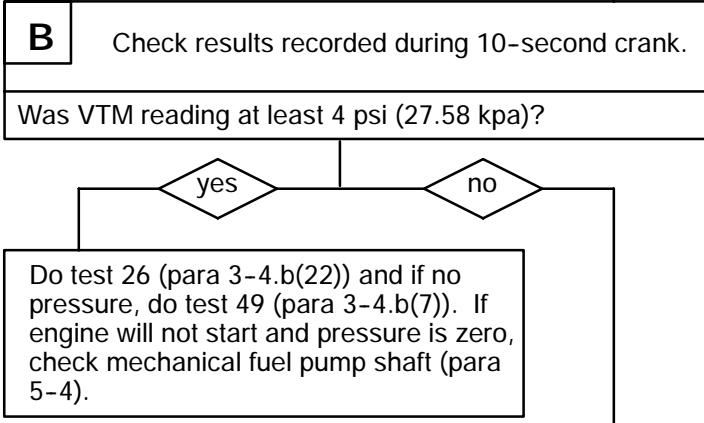 B
Check results recorded during 10-second crank.
Was VTM reading at least 4 psi (27.58 kpa)?
yes
no
Do test 26 (para 3-4.b(22)) and if no
pressure, do test 49 (para 3-4.b(7)).  If
engine will not start and pressure is zero,
check mechanical fuel pump shaft (para
5-4).